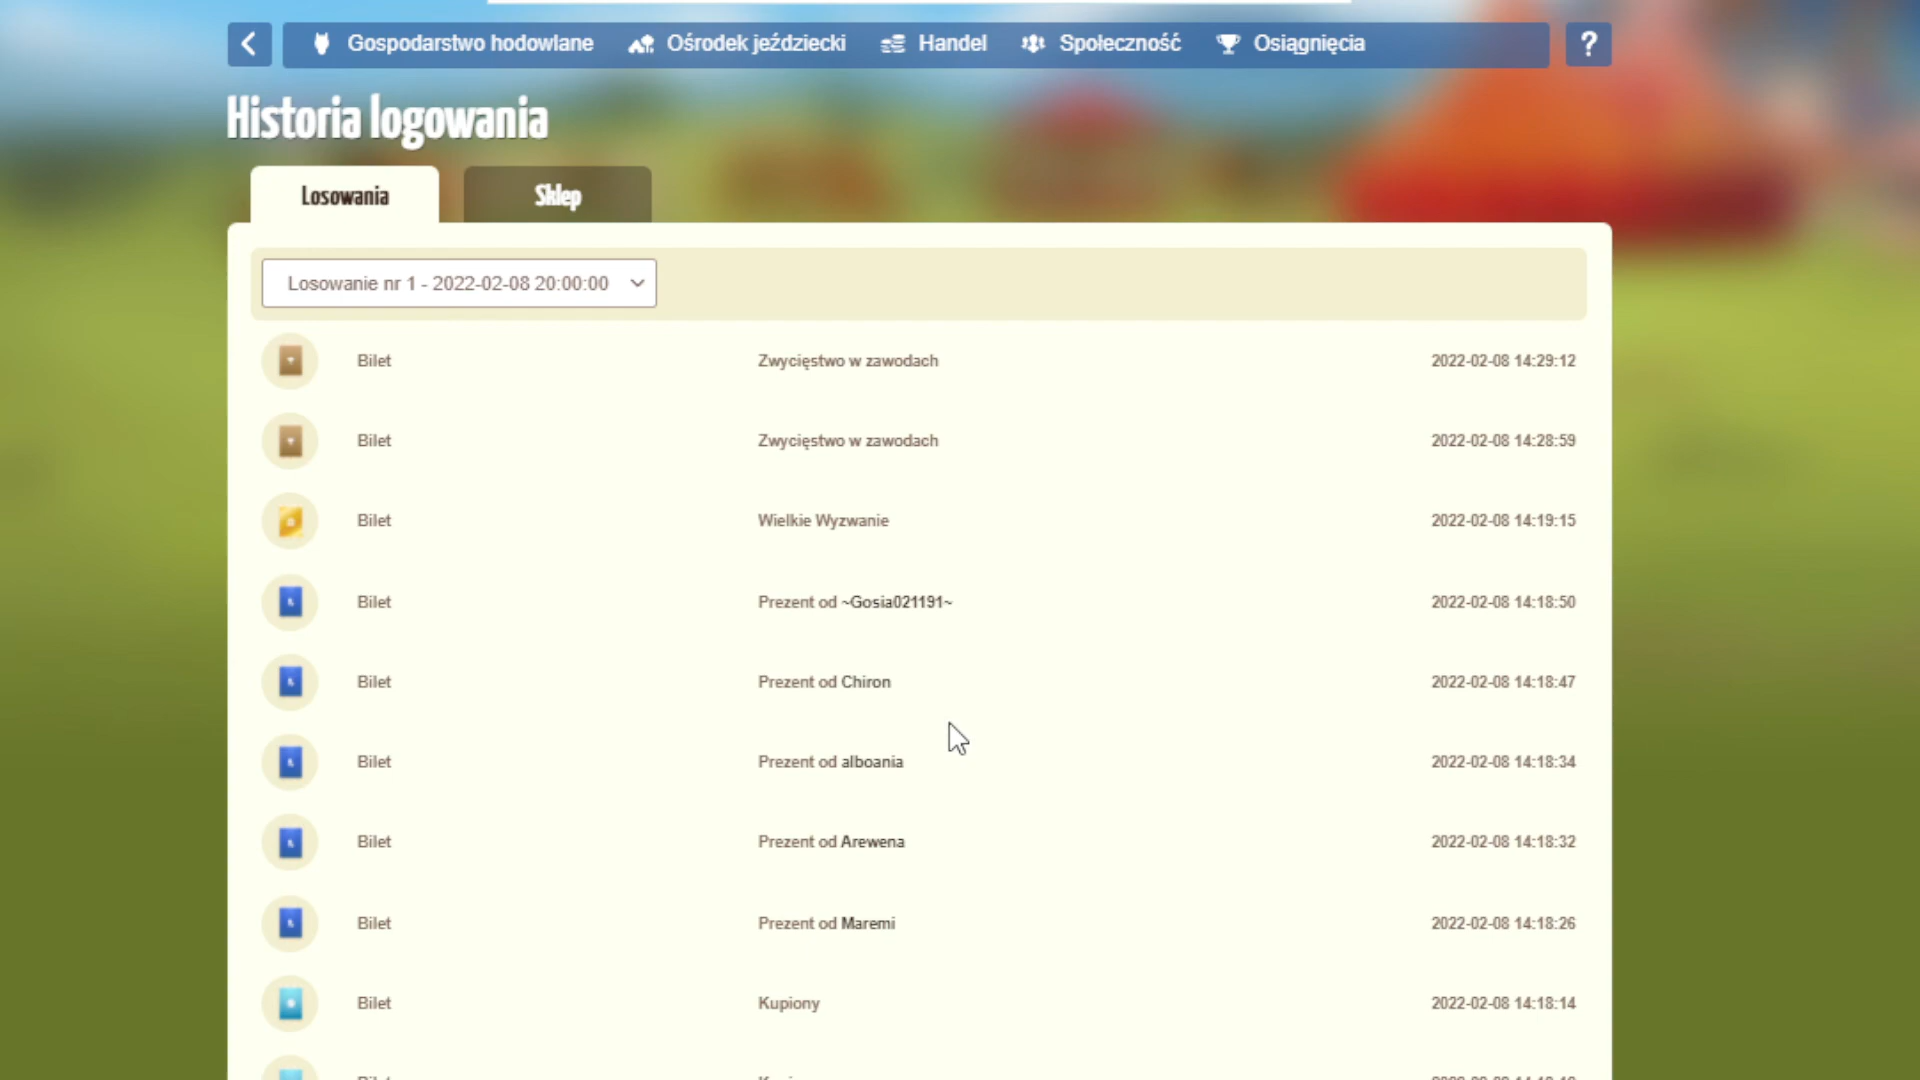 Gospodarstwo hodowlane Ośrodek jeździecki Handel Społeczność Osiągnięcia ?
Historia logowania
Losowania Sklep
Losowanie nr 1 - 2022-02-08 20:00:00
Bilet Zwycięstwo w zawodach 2022-02-08 14:29:12
Bilet Zwycięstwo w zawodach 2022-02-08 14:28:59
Bilet Wielkie Wyzwanie 2022-02-08 14:19:15
Bilet Prezent od ~Gosia021191~ 2022-02-08 14:18:50
Bilet Prezent od Chiron 2022-02-08 14:18:47
Bilet Prezent od alboania 2022-02-08 14:18:34
Bilet Prezent od Arewena 2022-02-08 14:18:32
Bilet Prezent od Maremi 2022-02-08 14:18:26
Bilet Kupiony 2022-02-08 14:18:14